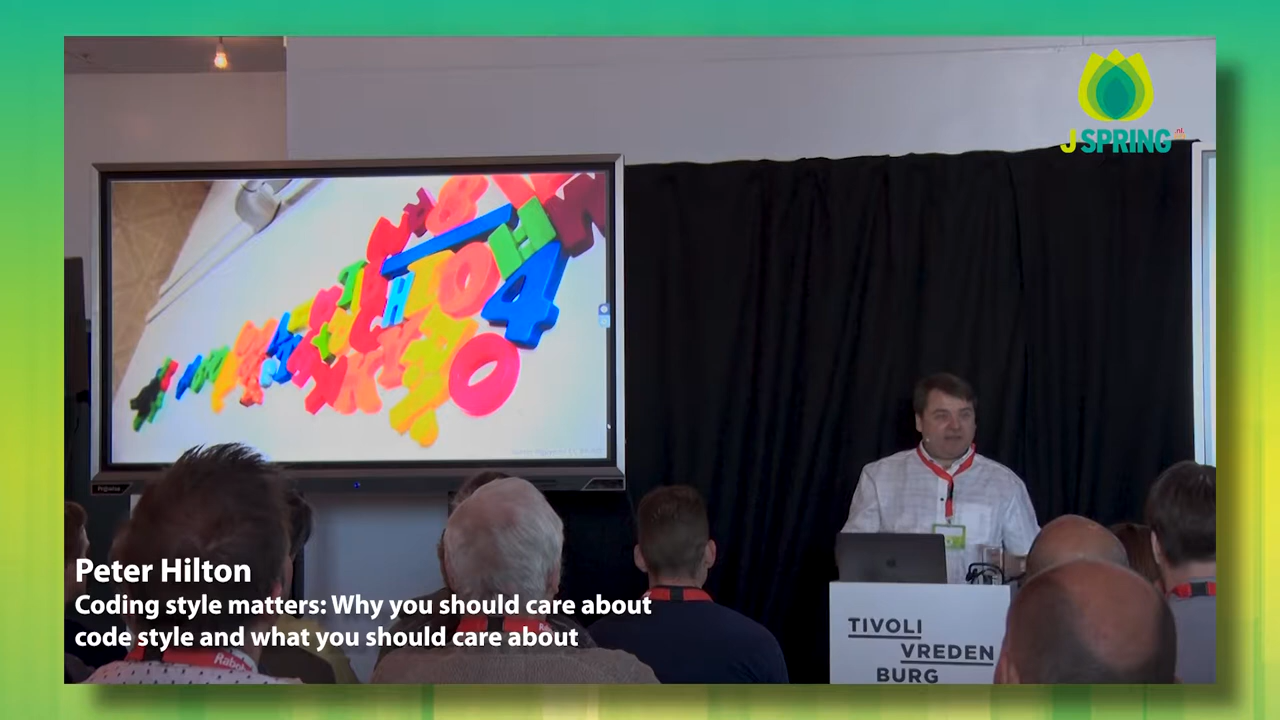 J SPRING .nl
Peter Hilton
Coding style matters: Why you should care about
code style and what you should care about
TIVOLI
VREDEN
BURG